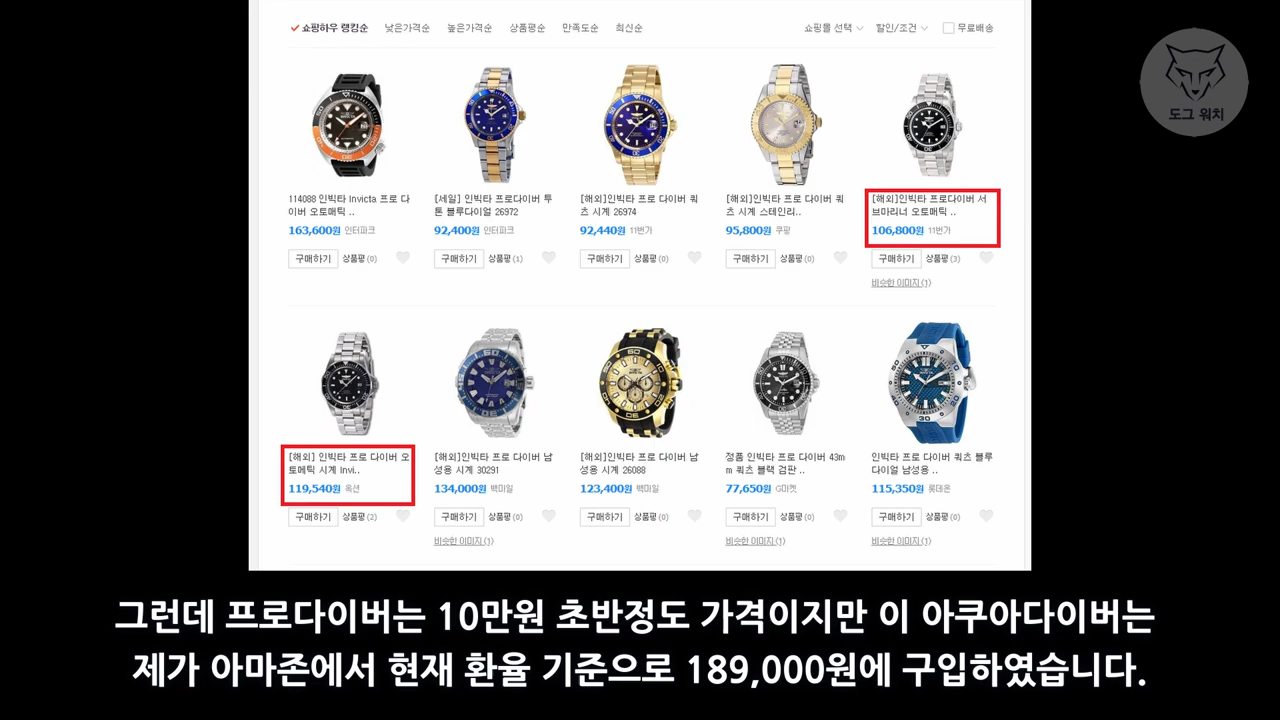 쇼핑하우 랭킹순 낮은가격순 높은가격순 상품평순 만족도순 최신순 쇼핑몰 선택 할인/조건 무료배송
도그 워치
114088 인빅타 Invicta 프로 다
이버 오토매틱 ..
163,600원 인터파크
구매하기 상품평 (0)
[세일] 인빅타 프로다이버 투
톤 블루다이얼 26972
92,400원 인터파크
구매하기 상품평 (1)
[해외]인빅타 프로 다이버 쿼
츠 시계 26974
92,440원 11번가
구매하기 상품평 (0)
[해외]인빅타 프로 다이버 쿼
츠 시계 스테인리..
95,800원 쿠팡
구매하기 상품평 (0)
[해외]인빅타 프로다이버 서
브마리너 오토매틱 ..
106,800원 11번가
구매하기 상품평 (3)
비슷한 이미지 (1)
[해외] 인빅타 프로 다이버 오
토메틱 시계 Invi..
119,540원 옥션
구매하기 상품평 (2)
[해외]인빅타 프로 다이버 남
성용 시계 30291
134,000원 백미일
구매하기 상품평 (0)
비슷한 이미지 (1)
[해외]인빅타 프로 다이버 남
성용 시계 26088
123,400원 백미일
구매하기 상품평 (0)
정품 인빅타 프로 다이버 43m
m 쿼츠 블랙 검판 ..
77,650원 G마켓
구매하기 상품평 (0)
비슷한 이미지 (1)
인빅타 프로 다이버 쿼츠 블루
다이얼 남성용 ..
115,350원 롯데온
구매하기 상품평 (0)
비슷한 이미지 (1)
그런데 프로다이버는 10만원 초반정도 가격이지만 이 아쿠아다이버는
제가 아마존에서 현재 환율 기준으로 189,000원에 구입하였습니다.